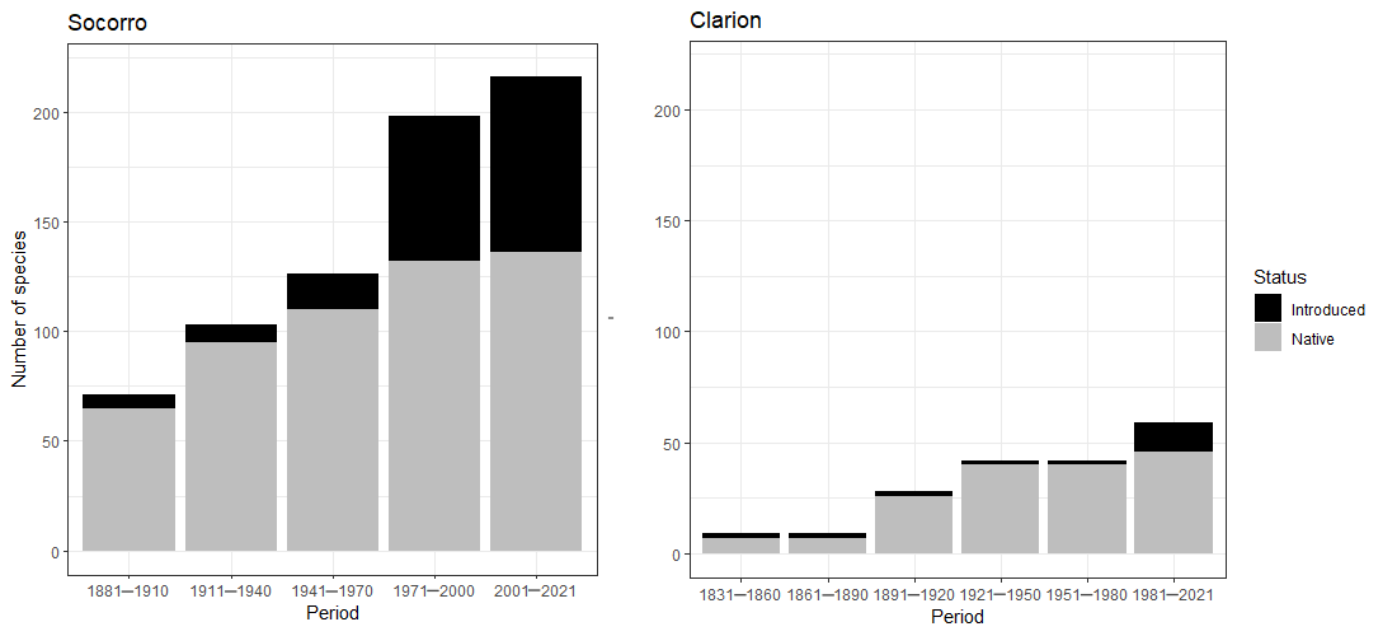 Socorro
Number of species
200
150
100
50
0
1881–1910 1911–1940 1941–1970 1971–2000 2001–2021
Period
Clarion
200
150
100
50
0
1831–1860 1861–1890 1891–1920 1921–1950 1951–1980 1981–2021
Period
Status
Introduced
Native